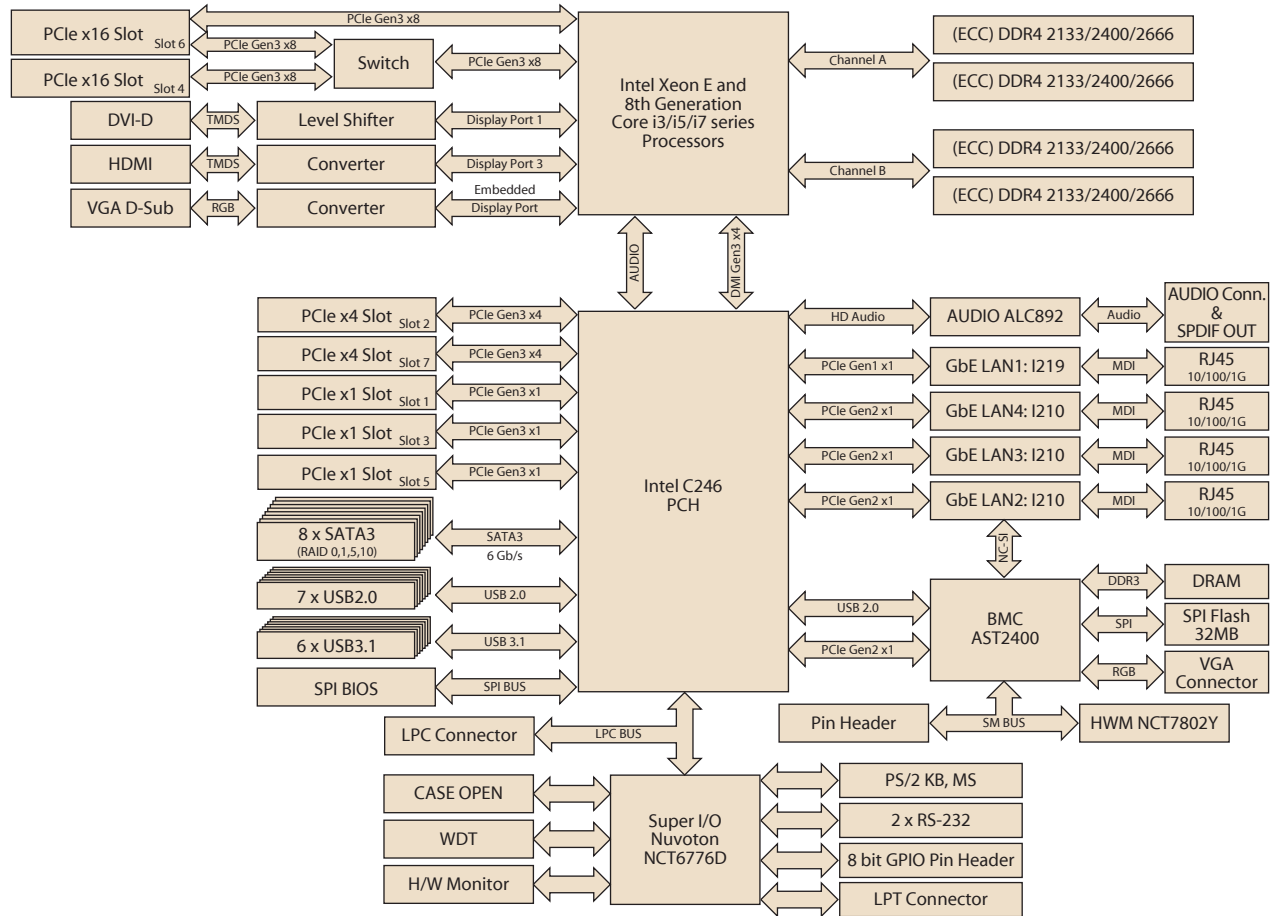 PCIe x16 Slot Slot 6
PCIe Gen3 x8
PCIe Gen3 x8
PCIe x16 Slot Slot 4
PCIe Gen3 x8
Switch
PCIe Gen3 x8
DVI-D
TMDS
Level Shifter
Display Port 1
HDMI
TMDS
Converter
Display Port 3
VGA D-Sub
RGB
Converter
Embedded
Display Port
Intel Xeon E and
8th Generation
Core i3/i5/i7 series
Processors
Channel A
(ECC) DDR4 2133/2400/2666
(ECC) DDR4 2133/2400/2666
Channel B
(ECC) DDR4 2133/2400/2666
(ECC) DDR4 2133/2400/2666
AUDIO
DMI Gen3 x4
PCIe x4 Slot Slot 2
PCIe Gen3 x4
PCIe x4 Slot Slot 7
PCIe Gen3 x4
PCIe x1 Slot Slot 1
PCIe Gen3 x1
PCIe x1 Slot Slot 3
PCIe Gen3 x1
PCIe x1 Slot Slot 5
PCIe Gen3 x1
8 x SATA3
(RAID 0,1,5,10)
SATA3
6 Gb/s
7 x USB2.0
USB 2.0
6 x USB3.1
USB 3.1
SPI BIOS
SPI BUS
Intel C246
PCH
HD Audio
AUDIO ALC892
Audio
AUDIO Conn.
&
SPDIF OUT
PCIe Gen1 x1
GbE LAN1: I219
MDI
RJ45
10/100/1G
PCIe Gen2 x1
GbE LAN4: I210
MDI
RJ45
10/100/1G
PCIe Gen2 x1
GbE LAN3: I210
MDI
RJ45
10/100/1G
PCIe Gen2 x1
GbE LAN2: I210
MDI
RJ45
10/100/1G
NC-SI
USB 2.0
PCIe Gen2 x1
BMC
AST2400
DDR3
DRAM
SPI
SPI Flash
32MB
RGB
VGA
Connector
Pin Header
SM BUS
HWM NCT7802Y
LPC Connector
LPC BUS
CASE OPEN
WDT
H/W Monitor
Super I/O
Nuvoton
NCT6776D
PS/2 KB, MS
2 x RS-232
8 bit GPIO Pin Header
LPT Connector